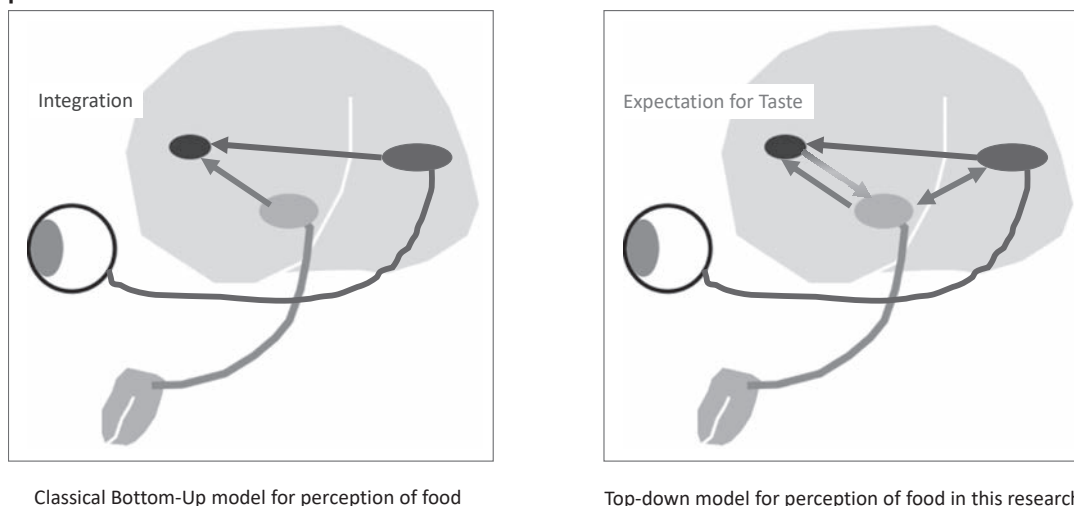 Integration
Expectation for Taste
Classical Bottom-Up model for perception of food
Top-down model for perception of food in this research